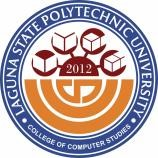 LAGUNA STATE POLYTECHNIC UNIVERSITY
2012
COLLEGE OF COMPUTER STUDIES